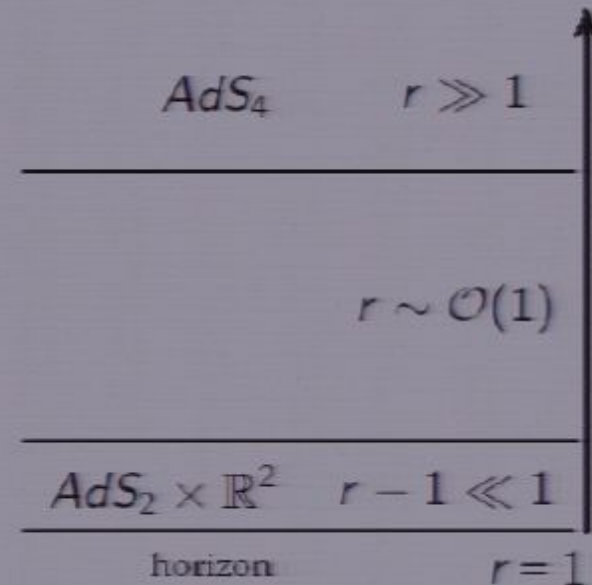 AdS₄ r ≫ 1
r ∼ 𝒪(1)
AdS₂ × ℝ² r − 1 ≪ 1
horizon r = 1